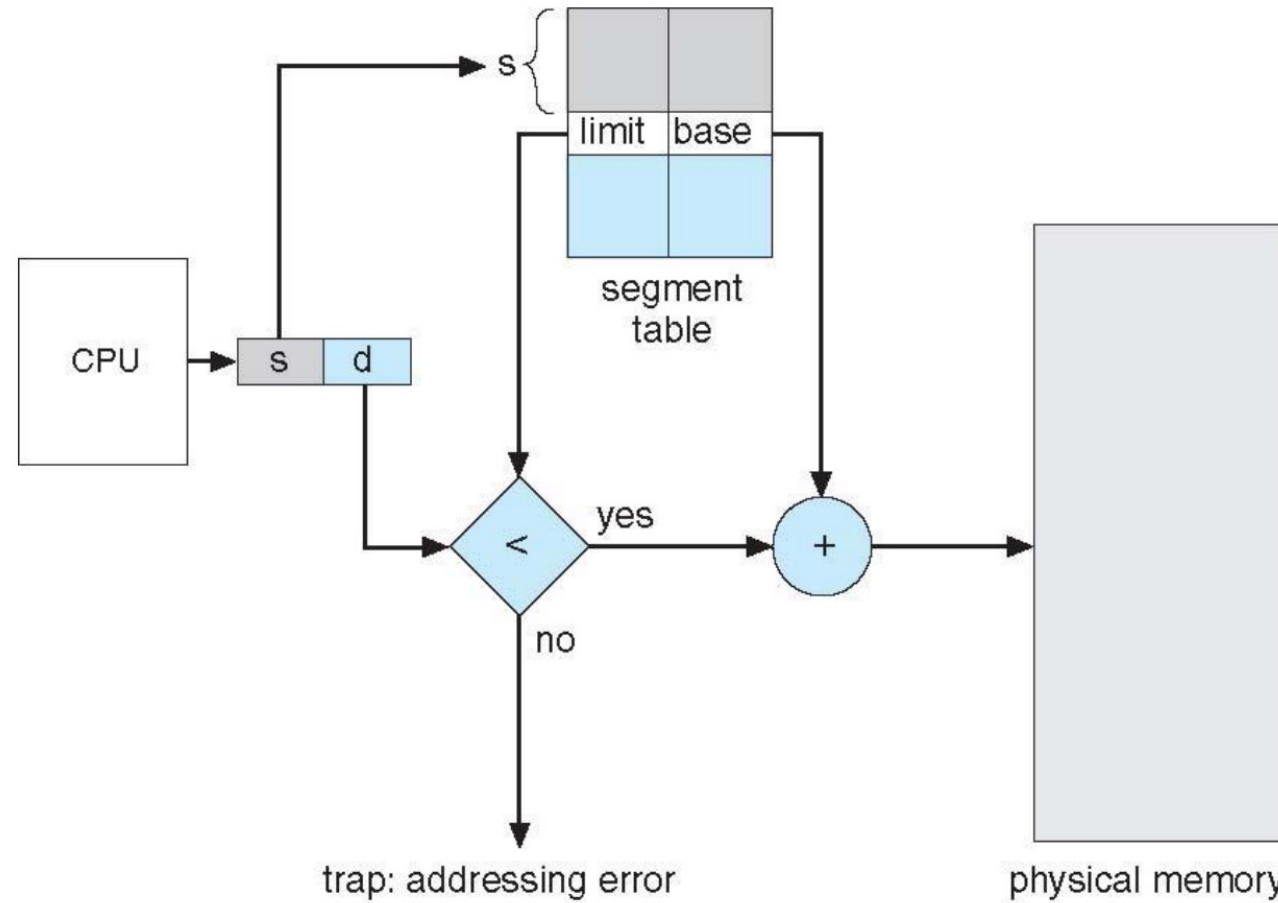 s
limit base
segment
table
CPU
s d
yes
<
+
no
trap: addressing error
physical memory